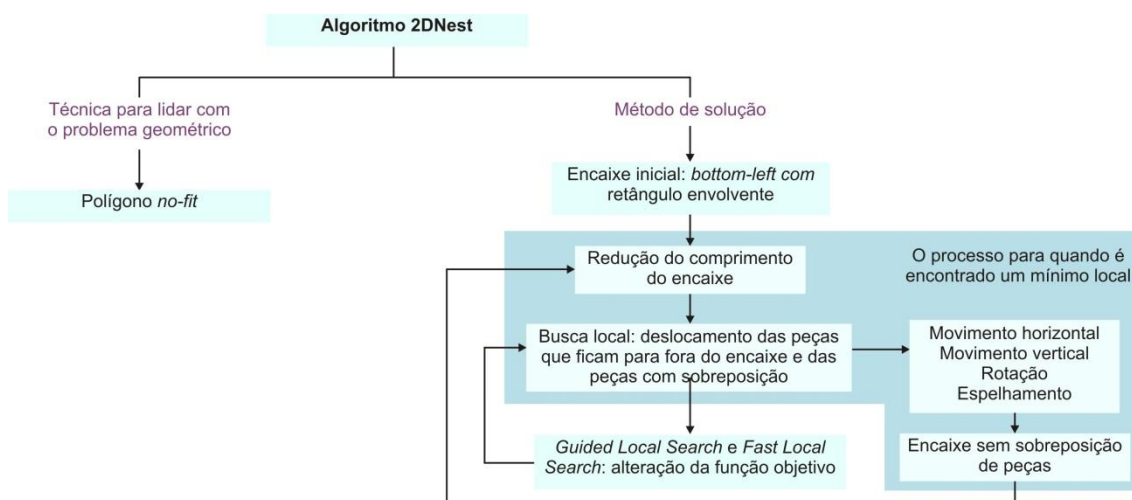 Algoritmo 2DNest
Técnica para lidar com
o problema geométrico
Polígono no-fit
Método de solução
Encaixe inicial: bottom-left com
retângulo envolvente
Redução do comprimento
do encaixe
O processo para quando é
encontrado um mínimo local
Busca local: deslocamento das peças
que ficam para fora do encaixe e das
peças com sobreposição
Movimento horizontal
Movimento vertical
Rotação
Espelhamento
Guided Local Search e Fast Local
Search: alteração da função objetivo
Encaixe sem sobreposição
de peças